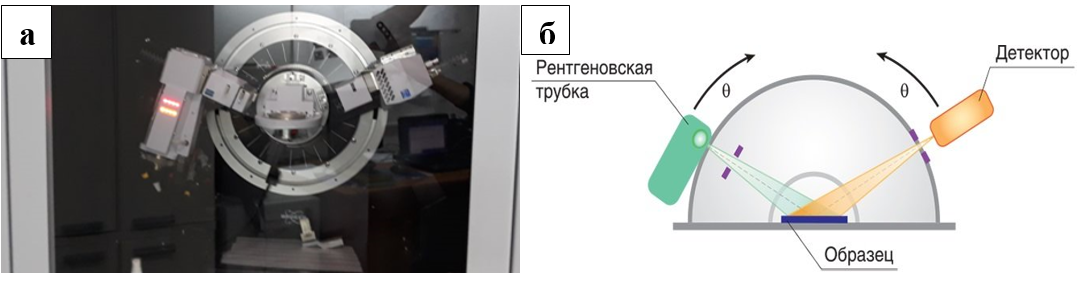 а
б
Рентгеновская
трубка
θ
θ
Детектор
Образец